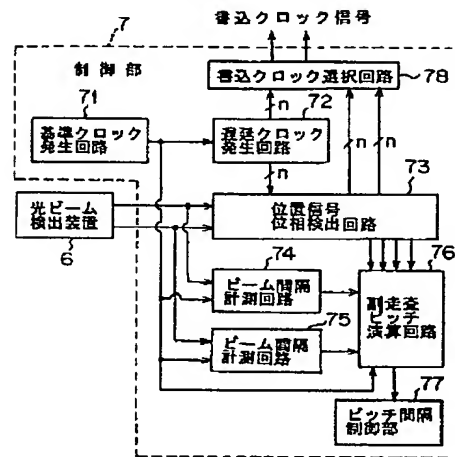 書込クロック信号
7
制御部
書込クロック選択回路
78
71
基準クロック
発生回路
n
72
遅延クロック
発生回路
n
n
n
73
光ビーム
検出装置
6
位置信号
位相検出回路
74
ビーム間隔
計測回路
76
副走査
ピッチ
演算回路
75
ビーム間隔
計測回路
77
ピッチ間隔
制御部